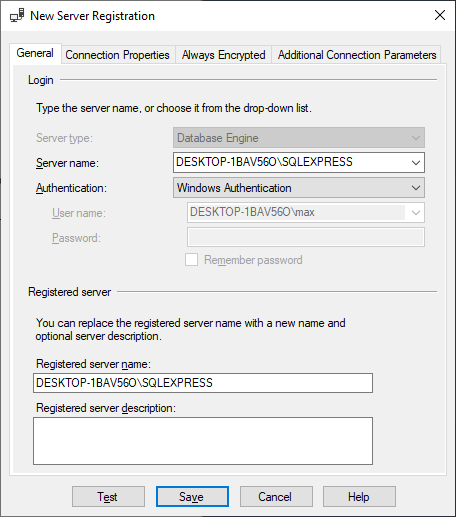 New Server Registration
General Connection Properties Always Encrypted Additional Connection Parameters
Login
Type the server name, or choose it from the drop-down list.
Server type: Database Engine
Server name: DESKTOP-1BAV56O\SQLEXPRESS
Authentication: Windows Authentication
User name: DESKTOP-1BAV56O\max
Password:
Remember password
Registered server
You can replace the registered server name with a new name and
optional server description.
Registered server name:
DESKTOP-1BAV56O\SQLEXPRESS
Registered server description:
Test Save Cancel Help